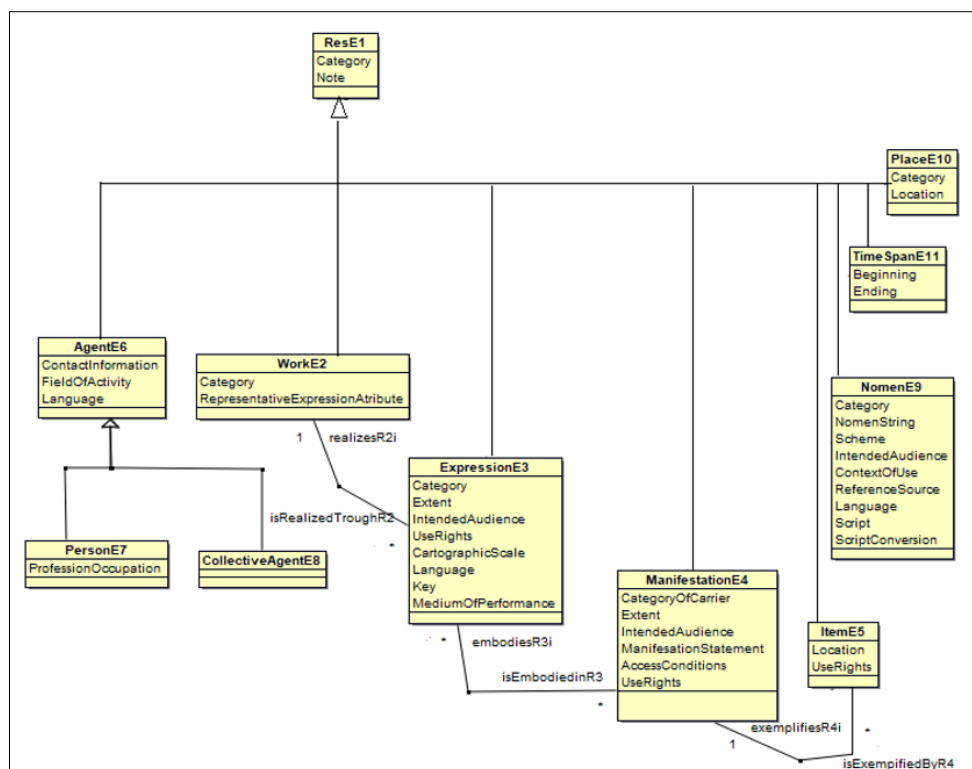 ResE1
Category
Note
PlaceE10
Category
Location
TimeSpanE11
Beginning
Ending
AgentE6
ContactInformation
FieldOfActivity
Language
WorkE2
Category
RepresentativeExpressionAtribute
NomenE9
Category
NomenString
Scheme
IntendedAudience
ContextOfUse
ReferenceSource
Language
Script
ScriptConversion
1 realizesR2i
isRealizedTroughR2
*
ExpressionE3
Category
Extent
IntendedAudience
UseRights
CartographicScale
Language
Key
MediumOfPerformance
PersonE7
ProfessionOccupation
CollectiveAgentE8
* embodiesR3i
isEmbodiedinR3
*
ManifestationE4
CategoryOfCarrier
Extent
IntendedAudience
ManifesationStatement
AccessConditions
UseRights
ItemE5
Location
UseRights
exemplifiesR4i
1
*
isExempifiedByR4